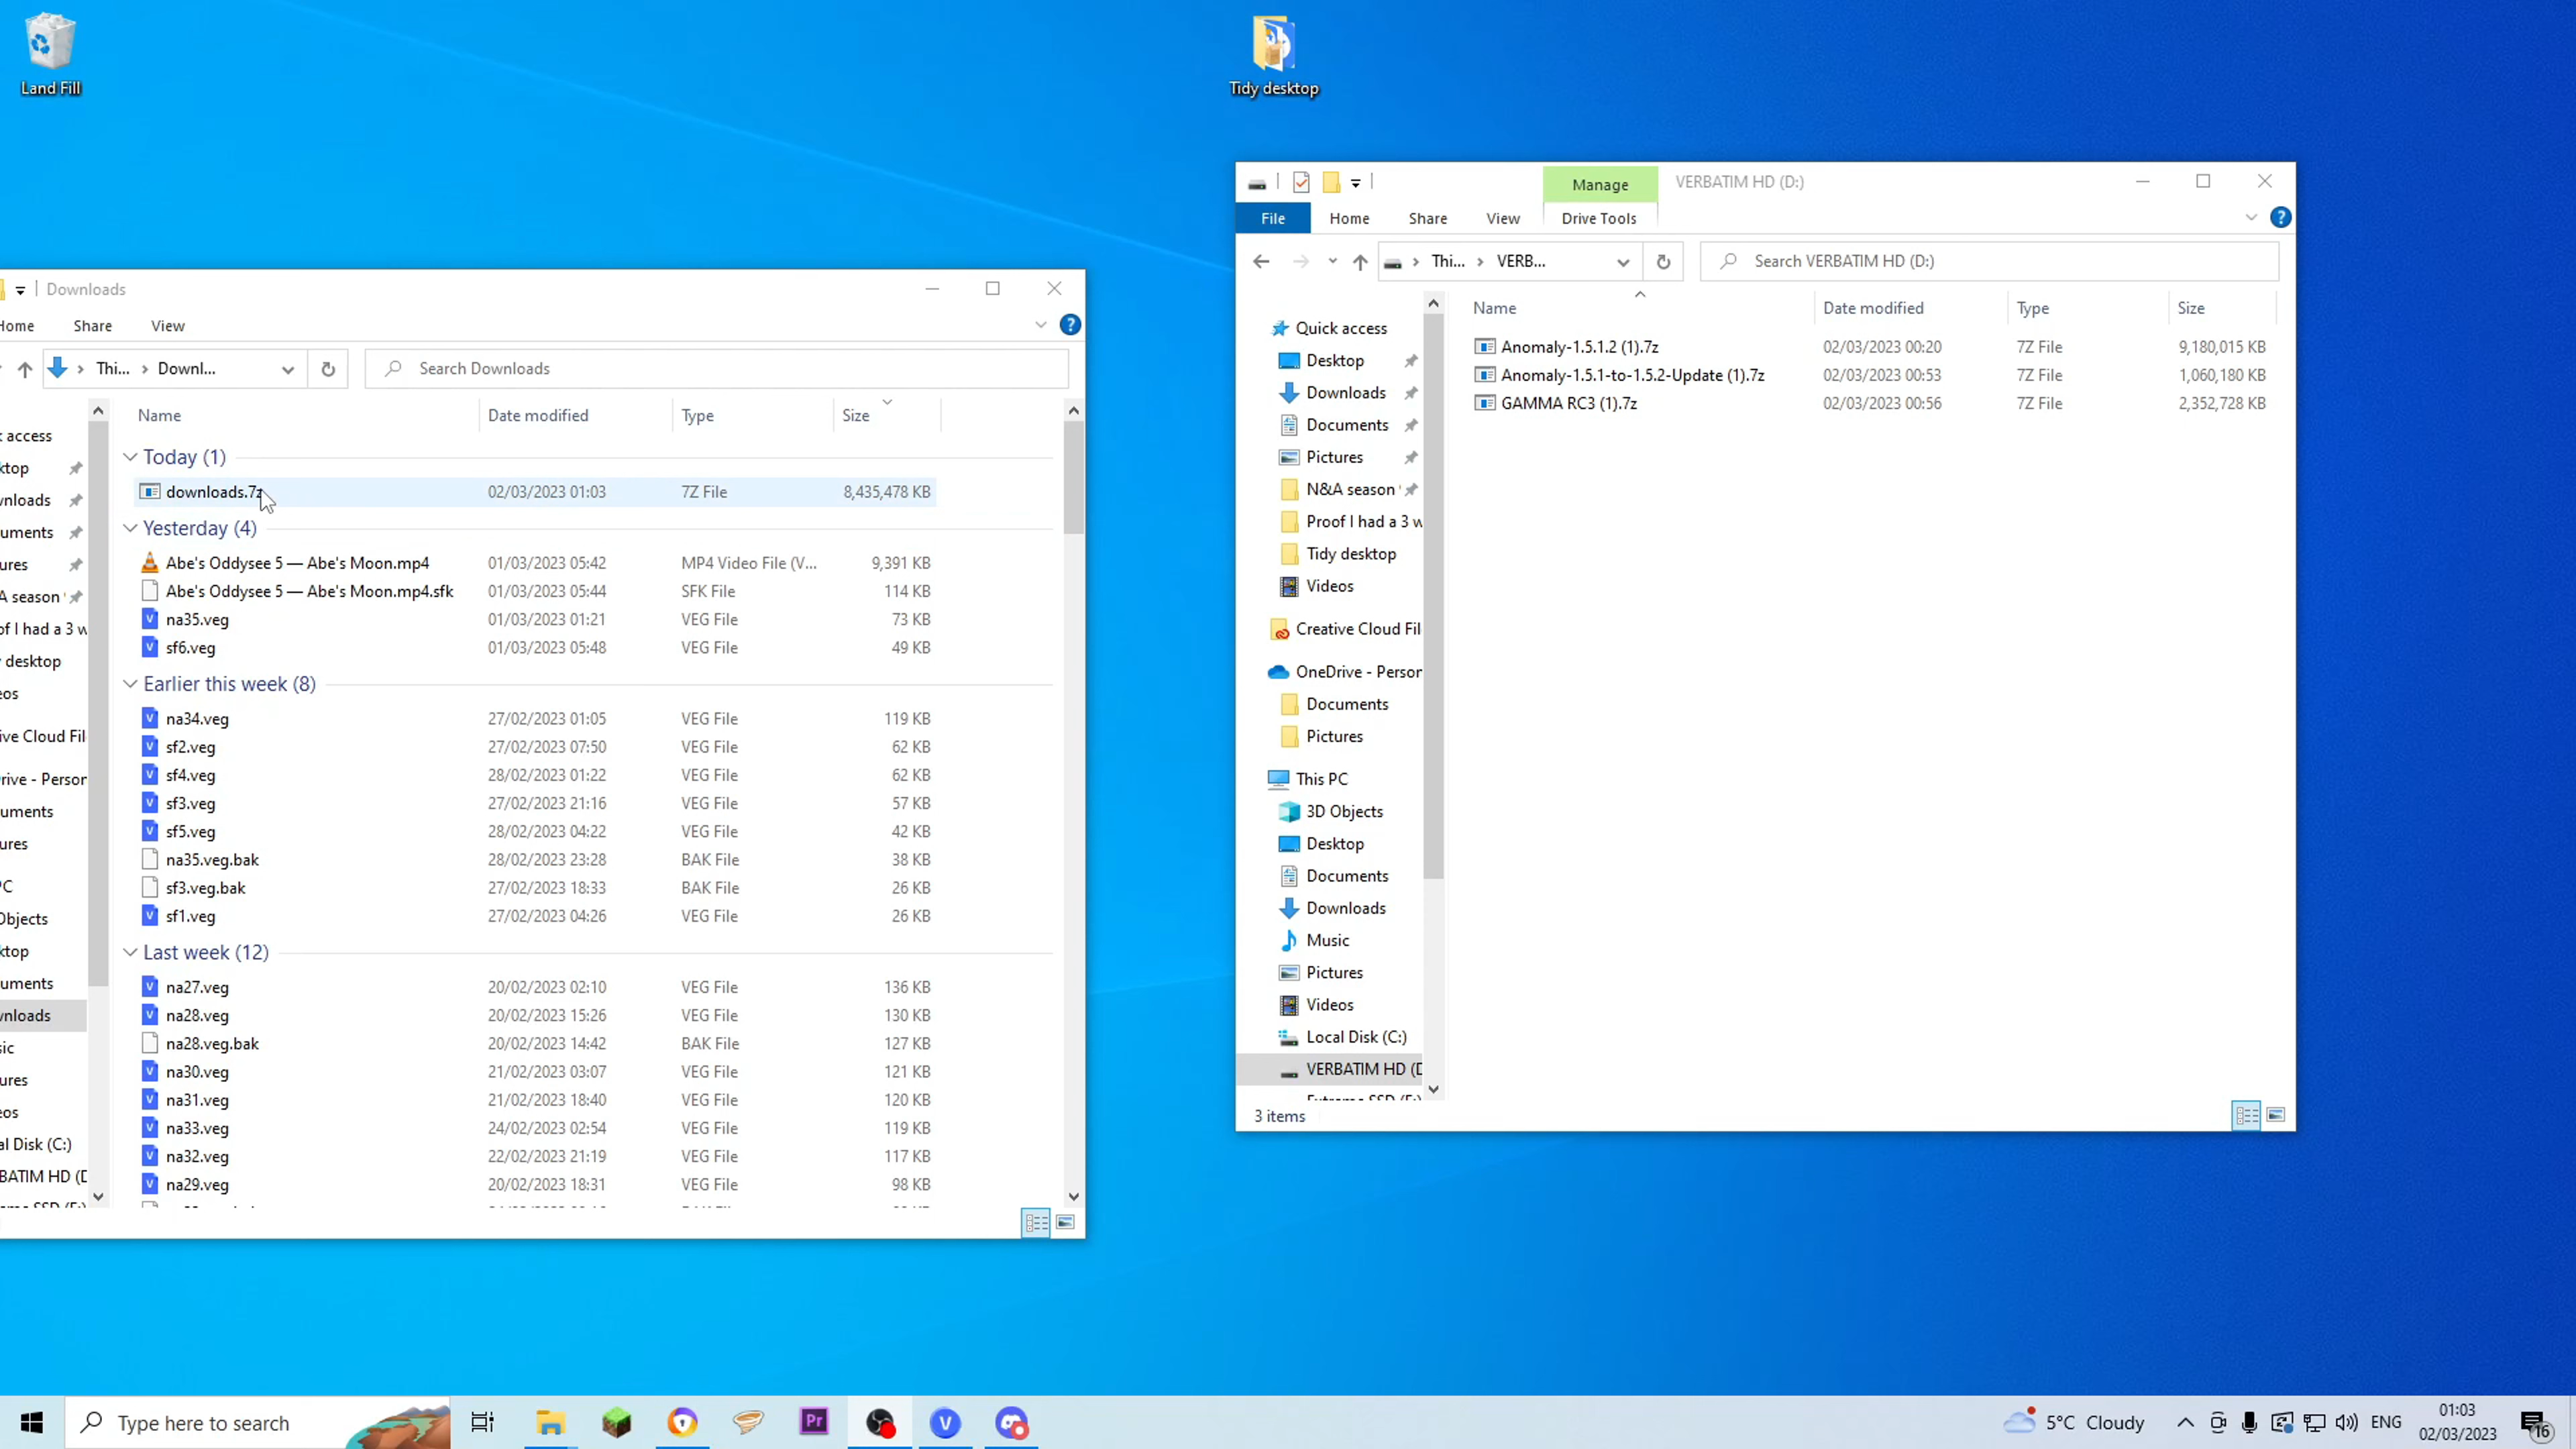 Land Fill
Tidy desktop
Downloads
Home Share View
Thi... Downl...
Search Downloads
Name Date modified Type Size
Today (1)
downloads.7z 02/03/2023 01:03 7Z File 8,435,478 KB
Yesterday (4)
Abe's Oddysee 5 — Abe's Moon.mp4 01/03/2023 05:42 MP4 Video File (V... 9,391 KB
Abe's Oddysee 5 — Abe's Moon.mp4.sfk 01/03/2023 05:44 SFK File 114 KB
na35.veg 01/03/2023 01:21 VEG File 73 KB
sf6.veg 01/03/2023 05:48 VEG File 49 KB
Earlier this week (8)
na34.veg 27/02/2023 01:05 VEG File 119 KB
sf2.veg 27/02/2023 07:50 VEG File 62 KB
sf4.veg 28/02/2023 01:22 VEG File 62 KB
sf3.veg 27/02/2023 21:16 VEG File 57 KB
sf5.veg 28/02/2023 04:22 VEG File 42 KB
na35.veg.bak 28/02/2023 23:28 BAK File 38 KB
sf3.veg.bak 27/02/2023 18:33 BAK File 26 KB
sf1.veg 27/02/2023 04:26 VEG File 26 KB
Last week (12)
na27.veg 20/02/2023 02:10 VEG File 136 KB
na28.veg 20/02/2023 15:26 VEG File 130 KB
na28.veg.bak 20/02/2023 14:42 BAK File 127 KB
na30.veg 21/02/2023 03:07 VEG File 121 KB
na31.veg 21/02/2023 18:40 VEG File 120 KB
na33.veg 24/02/2023 02:54 VEG File 119 KB
na32.veg 22/02/2023 21:19 VEG File 117 KB
na29.veg 20/02/2023 18:31 VEG File 98 KB
k access
ktop
wnloads
uments
ures
A season '
of I had a 3 w
y desktop
eos
ive Cloud Fil
Drive - Person
uments
ures
PC
Objects
ktop
uments
wnloads
sic
ures
eos
al Disk (C:)
RBATIM HD (D
Manage VERBATIM HD (D:)
File Home Share View Drive Tools
Thi... VERB...
Search VERBATIM HD (D:)
Name Date modified Type Size
Anomaly-1.5.1.2 (1).7z 02/03/2023 00:20 7Z File 9,180,015 KB
Anomaly-1.5.1-to-1.5.2-Update (1).7z 02/03/2023 00:53 7Z File 1,060,180 KB
GAMMA RC3 (1).7z 02/03/2023 00:56 7Z File 2,352,728 KB
Quick access
Desktop
Downloads
Documents
Pictures
N&A season '
Proof I had a 3 w
Tidy desktop
Videos
Creative Cloud Fil
OneDrive - Person
Documents
Pictures
This PC
3D Objects
Desktop
Documents
Downloads
Music
Pictures
Videos
Local Disk (C:)
VERBATIM HD (D
Extreme SSD (E:)
3 items
Type here to search
Pr
V
5°C Cloudy
ENG
01:03
02/03/2023
16